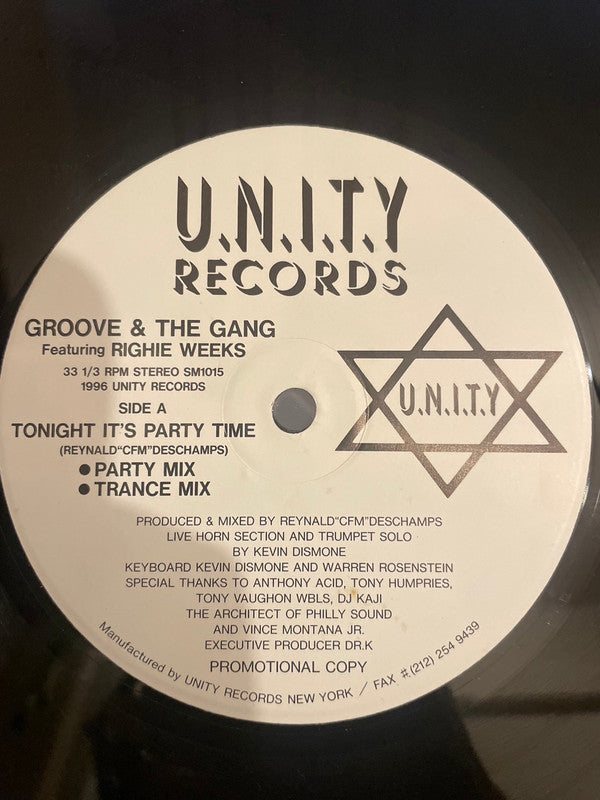 U.N.I.T.Y
RECORDS
GROOVE & THE GANG
Featuring RIGHIE WEEKS
33 1/3 RPM STEREO SM1015
1996 UNITY RECORDS
SIDE A
TONIGHT IT'S PARTY TIME
(REYNALD"CFM"DESCHAMPS)
● PARTY MIX
● TRANCE MIX
U.N.I.T.Y
PRODUCED & MIXED BY REYNALD"CFM"DESCHAMPS
LIVE HORN SECTION AND TRUMPET SOLO
BY KEVIN DISMONE
KEYBOARD KEVIN DISMONE AND WARREN ROSENSTEIN
SPECIAL THANKS TO ANTHONY ACID, TONY HUMPRIES,
TONY VAUGHON WBLS, DJ KAJI
THE ARCHITECT OF PHILLY SOUND
AND VINCE MONTANA JR.
EXECUTIVE PRODUCER DR.K
PROMOTIONAL COPY
Manufactured by UNITY RECORDS NEW YORK / FAX #.(212) 254 9439